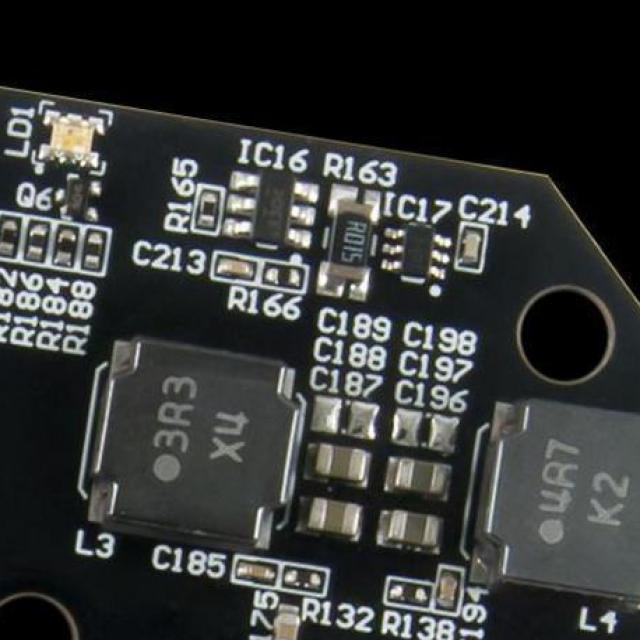 LD1
IC16 R163
R165
Q6
IC17 C214
R015
C213
R166
R186
R184
R188
C189 C198
C188 C197
C187 C196
3R3
X4
4R7
K2
L3
C185
R132
R138
L4